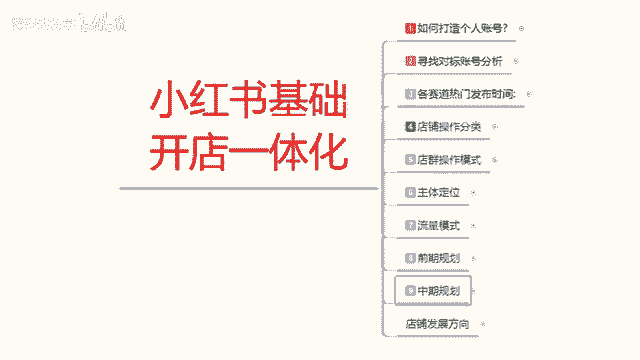 小红书基础
开店一体化
1 如何打造个人账号?
2 寻找对标账号分析
3 各赛道热门发布时间:
4 店铺操作分类
5 店群操作模式
6 主体定位
7 流量模式
8 前期规划
9 中期规划
店铺发展方向